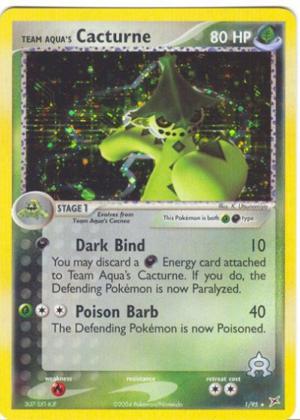 TEAM AQUA'S Cacturne 80 HP
STAGE 1
Evolves from
Team Aqua's Cacnea
This Pokémon is both type
Dark Bind 10
You may discard a Energy card attached
to Team Aqua's Cacturne. If you do, the
Defending Pokémon is now Paralyzed.
Poison Barb 40
The Defending Pokémon is now Poisoned.
weakness resistance retreat cost
©2004 Pokémon/Nintendo 1/95